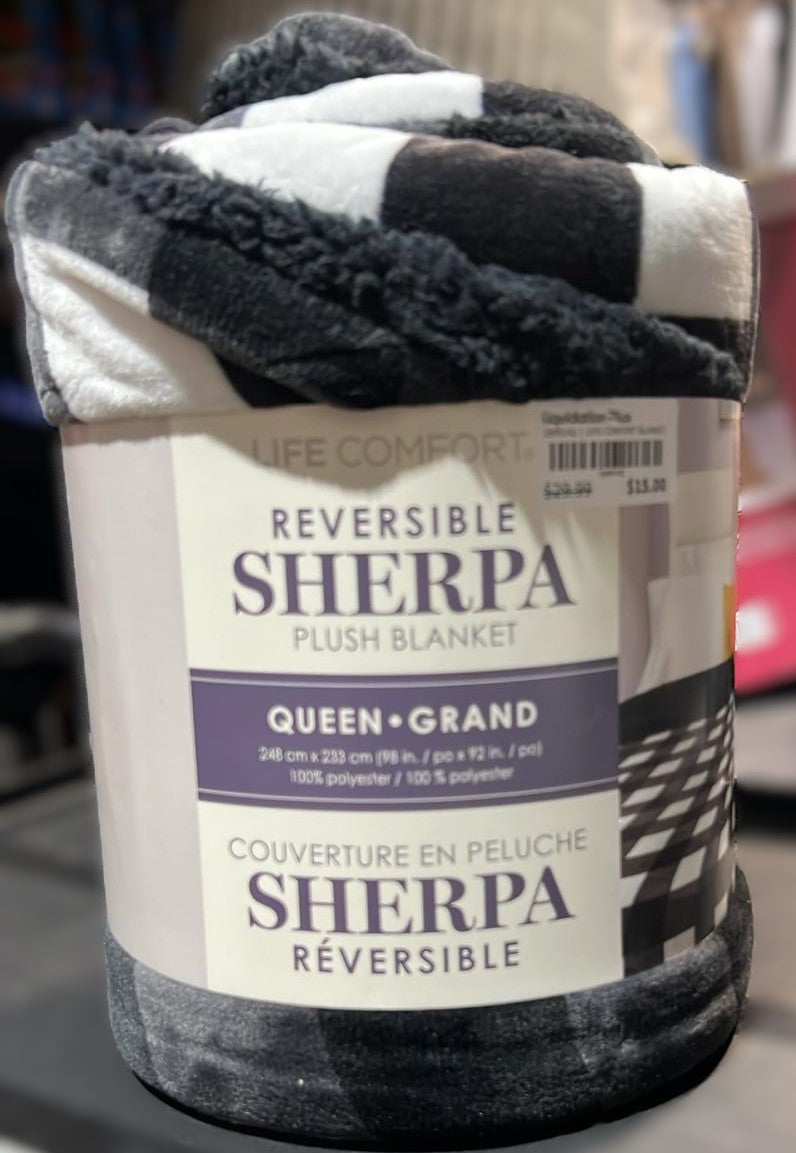 LIFE COMFORT®
Liquidation Plus
$29.99 $15.00
REVERSIBLE
SHERPA
PLUSH BLANKET
QUEEN•GRAND
248 cm x 233 cm (98 in. / po x 92 in. / po)
100% polyester / 100 % polyester
COUVERTURE EN PELUCHE
SHERPA
RÉVERSIBLE